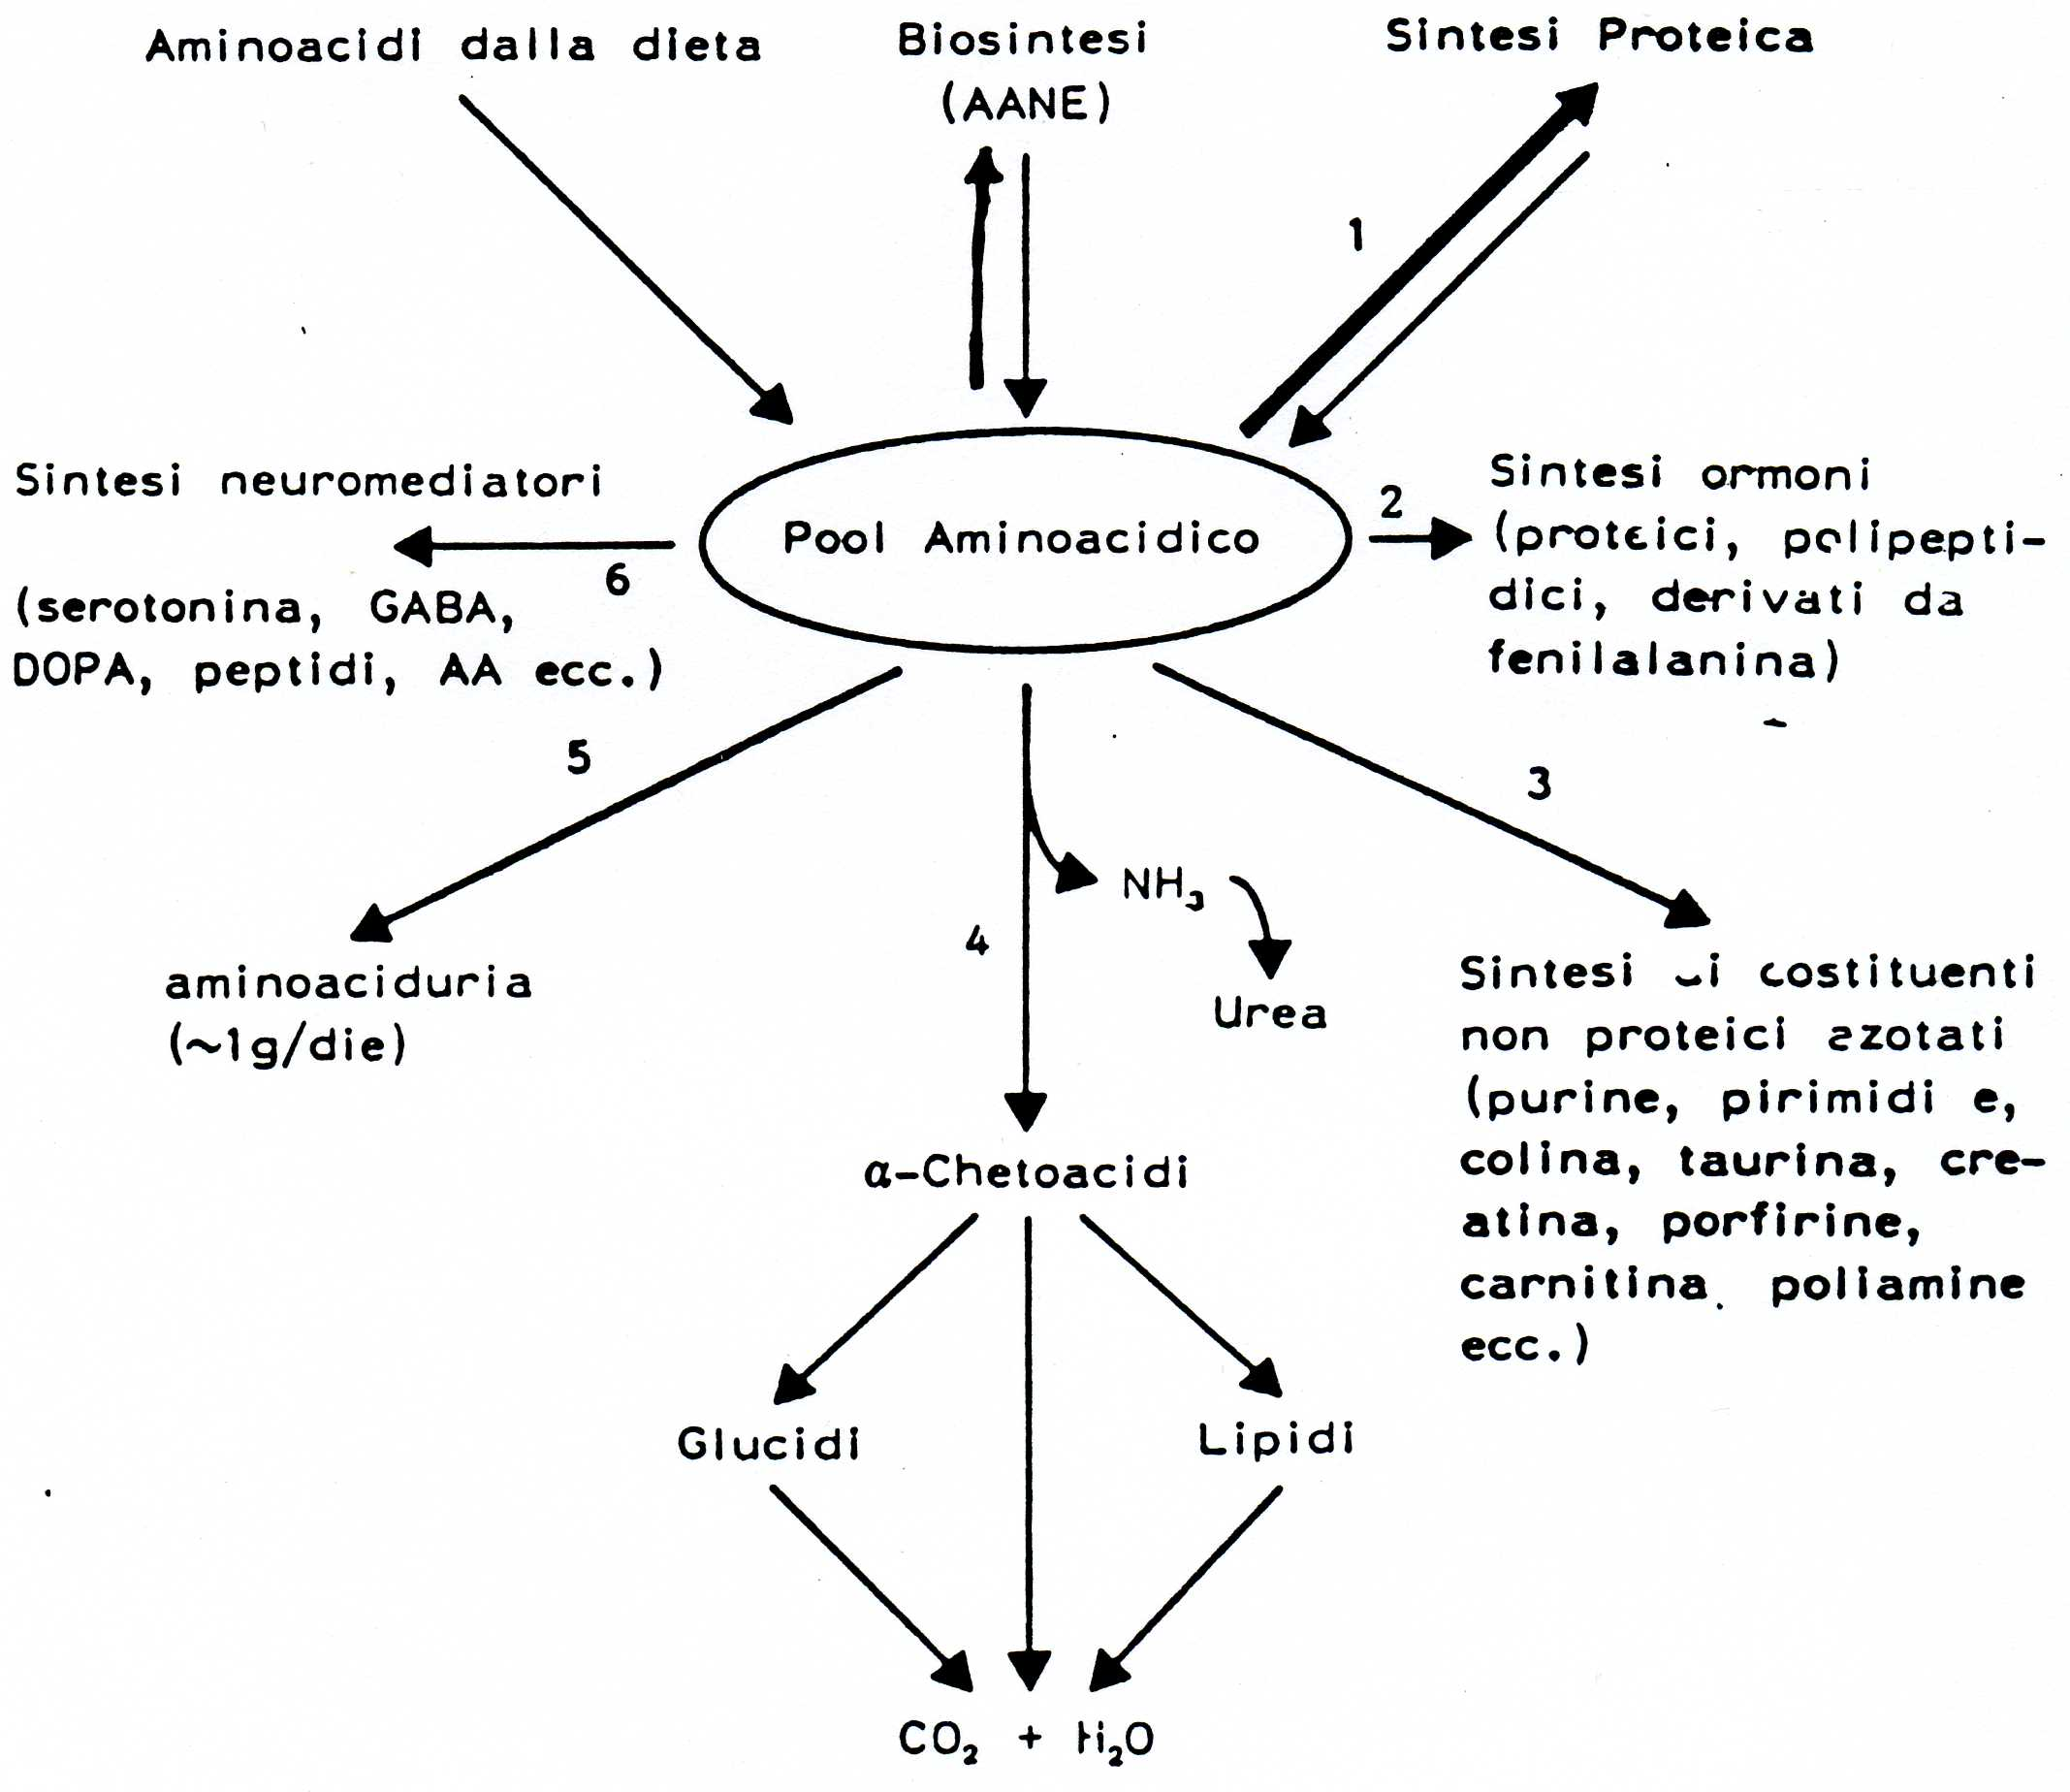 Aminoacidi dalla dieta
Biosintesi
(AANE)
Sintesi Proteica
1
Sintesi neuromediatori
6
(serotonina, GABA,
DOPA, peptidi, AA ecc.)
Pool Aminoacidico
2
Sintesi ormoni
(proteici, polipepti-
dici, derivati da
fenilalanina)
5
3
4
NH₃
Urea
aminoaciduria
(~1g/die)
Sintesi di costituenti
non proteici azotati
(purine, pirimidi e,
colina, taurina, cre-
atina, porfirine,
carnitina, poliamine
ecc.)
α-Chetoacidi
Glucidi
Lipidi
CO₂ + H₂O